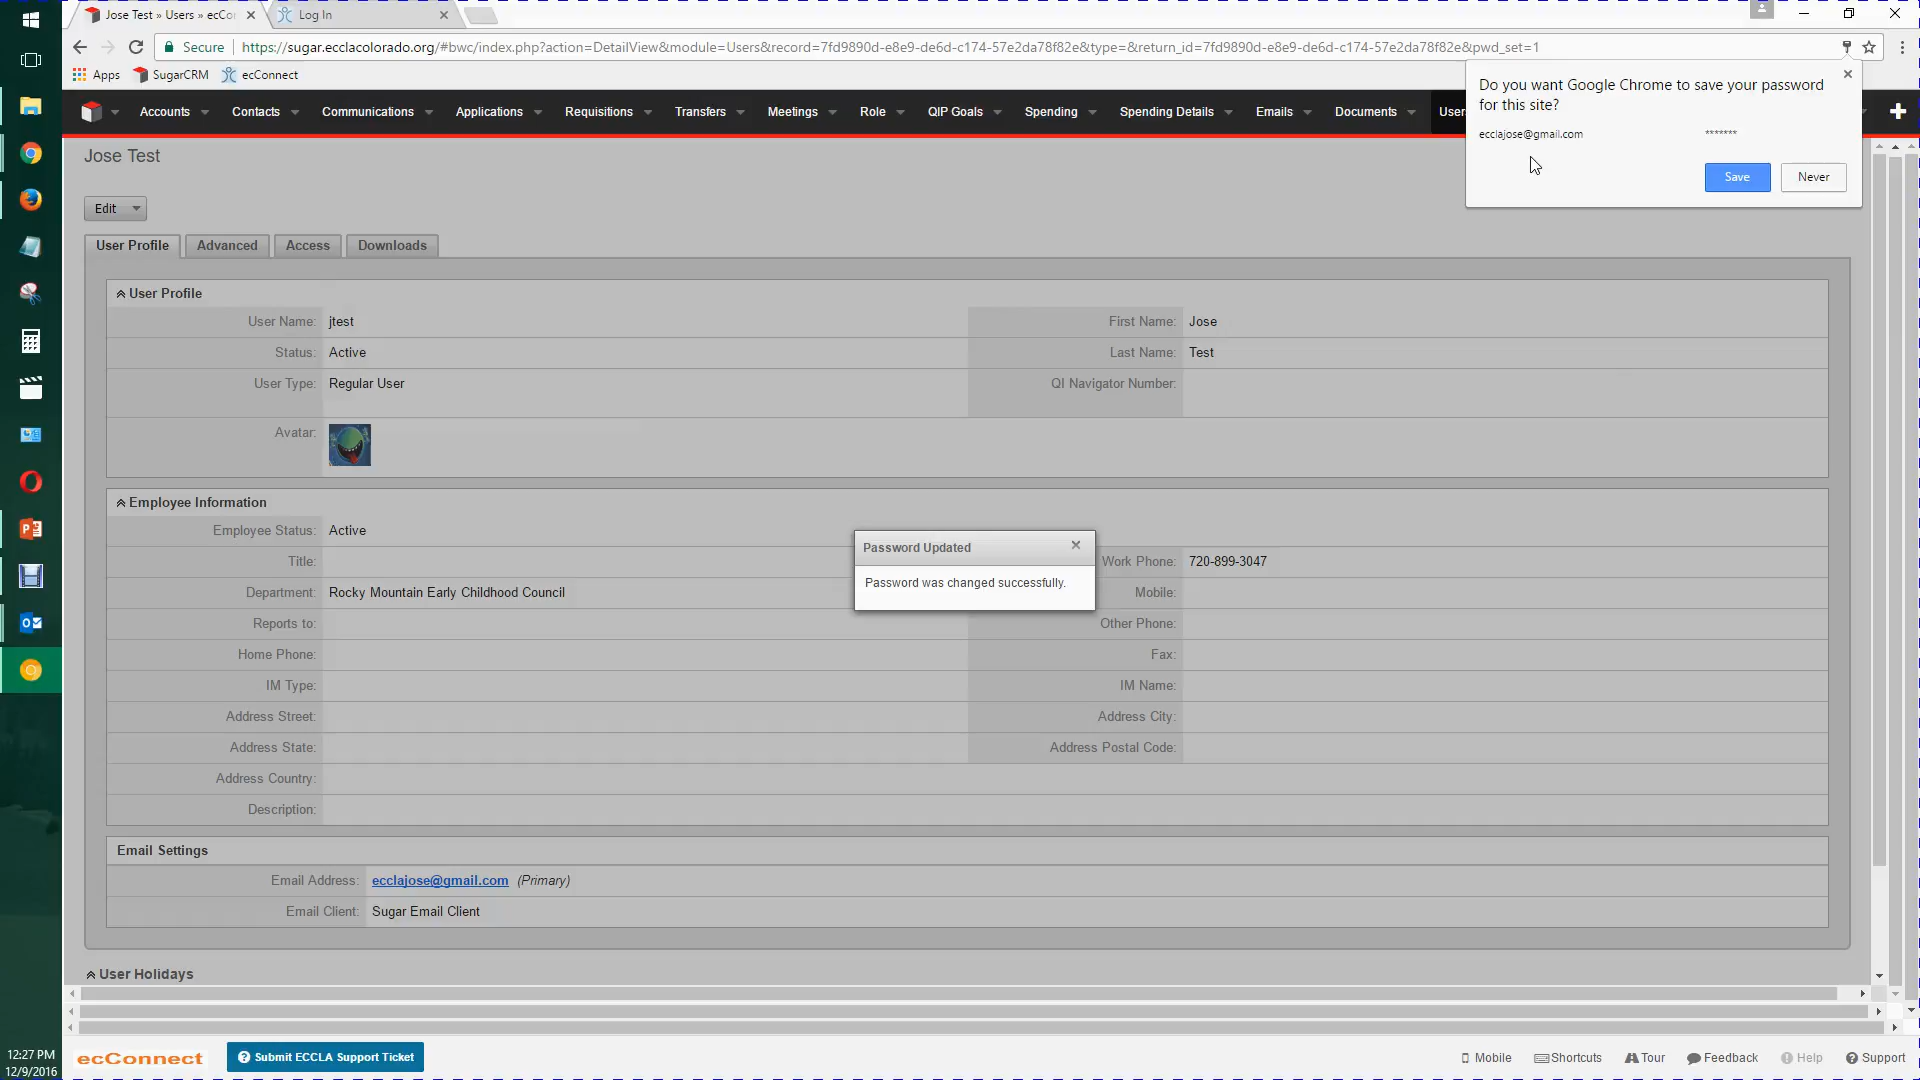 Jose Test » Users » ecCo
Log In
Secure
https://sugar.ecclacolorado.org/#bwc/index.php?action=DetailView&module=Users&record=7fd9890d-e8e9-de6d-c174-57e2da78f82e&type=&return_id=7fd9890d-e8e9-de6d-c174-57e2da78f82e&pwd_set=1
Apps SugarCRM ecConnect
Do you want Google Chrome to save your password
for this site?
ecclajose@gmail.com *******
Save Never
Accounts Contacts Communications Applications Requisitions Transfers Meetings Role QIP Goals Spending Spending Details Emails Documents Users
Jose Test
Edit
User Profile Advanced Access Downloads
User Profile
User Name: jtest First Name: Jose
Status: Active Last Name: Test
User Type: Regular User QI Navigator Number:
Avatar:
Employee Information
Employee Status: Active
Password Updated
Password was changed successfully.
Title: Work Phone: 720-899-3047
Department: Rocky Mountain Early Childhood Council Mobile:
Reports to: Other Phone:
Home Phone: Fax:
IM Type: IM Name:
Address Street: Address City:
Address State: Address Postal Code:
Address Country:
Description:
Email Settings
Email Address: ecclajose@gmail.com (Primary)
Email Client: Sugar Email Client
User Holidays
12:27 PM
12/9/2016
ecConnect Submit ECCLA Support Ticket
Mobile Shortcuts Tour Feedback Help Support